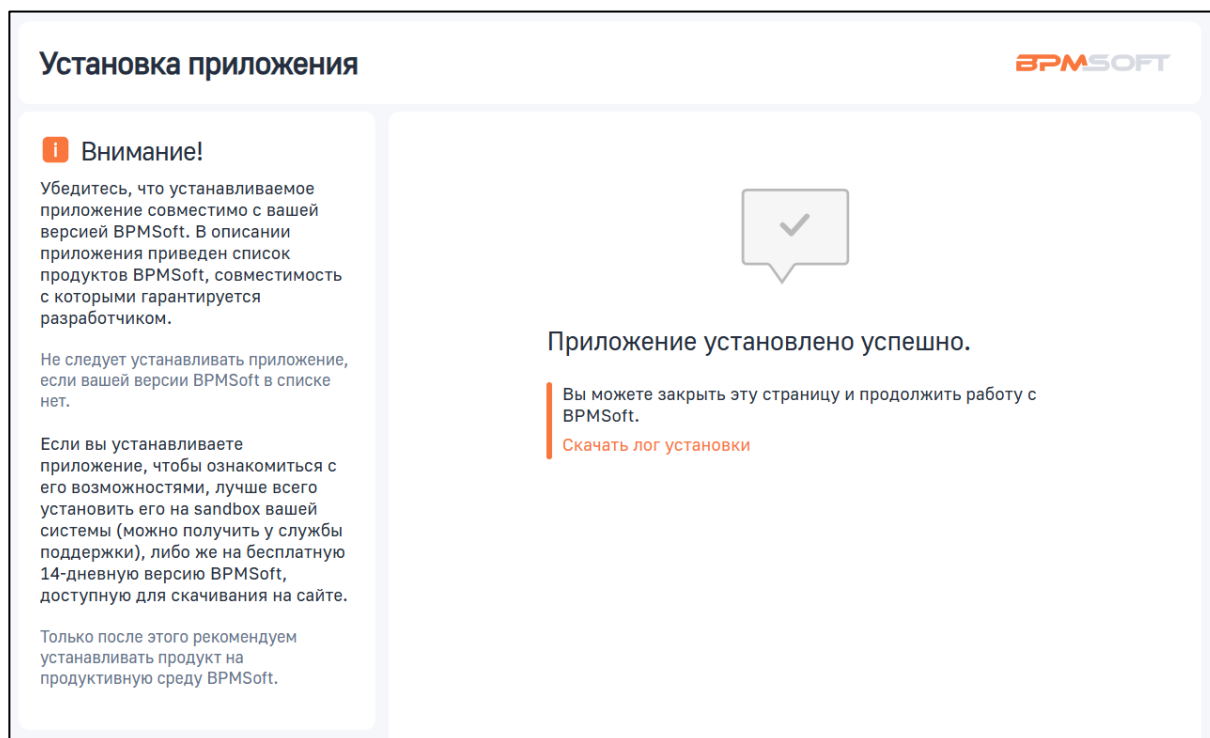 Установка приложения
BPMSOFT
Внимание!
Убедитесь, что устанавливаемое
приложение совместимо с вашей
версией BPMSoft. В описании
приложения приведен список
продуктов BPMSoft, совместимость
с которыми гарантируется
разработчиком.
Не следует устанавливать приложение,
если вашей версии BPMSoft в списке
нет.
Если вы устанавливаете
приложение, чтобы ознакомиться с
его возможностями, лучше всего
установить его на sandbox вашей
системы (можно получить у службы
поддержки), либо же на бесплатную
14-дневную версию BPMSoft,
доступную для скачивания на сайте.
Только после этого рекомендуем
устанавливать продукт на
продуктивную среду BPMSoft.
Приложение установлено успешно.
Вы можете закрыть эту страницу и продолжить работу с
BPMSoft.
Скачать лог установки